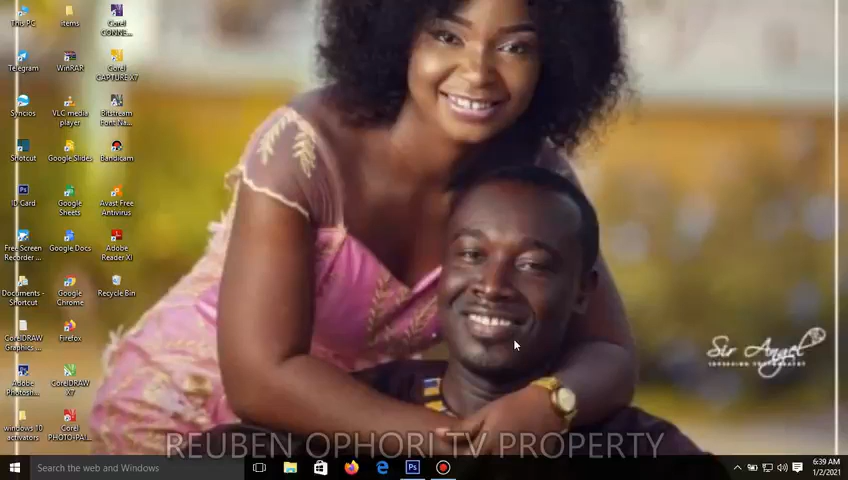 This PC
items
Corel
CONNE...
Telegram
WinRAR
Corel
CAPTURE X7
Syncios
VLC media
player
Bitstream
Font Na...
Shotcut
Google Slides
Bandicam
ID Card
Google
Sheets
Avast Free
Antivirus
Free Screen
Recorder ...
Google Docs
Adobe
Reader XI
Documents -
Shortcut
Google
Chrome
Recycle Bin
CorelDRAW
Graphics ...
Firefox
Adobe
Photosh...
CorelDRAW
X7
windows 10
activators
Corel
PHOTO-PAI...
Sir Angel
REUBEN OPHORI TV PROPERTY
Search the web and Windows
Ps
6:39 AM
1/2/2021